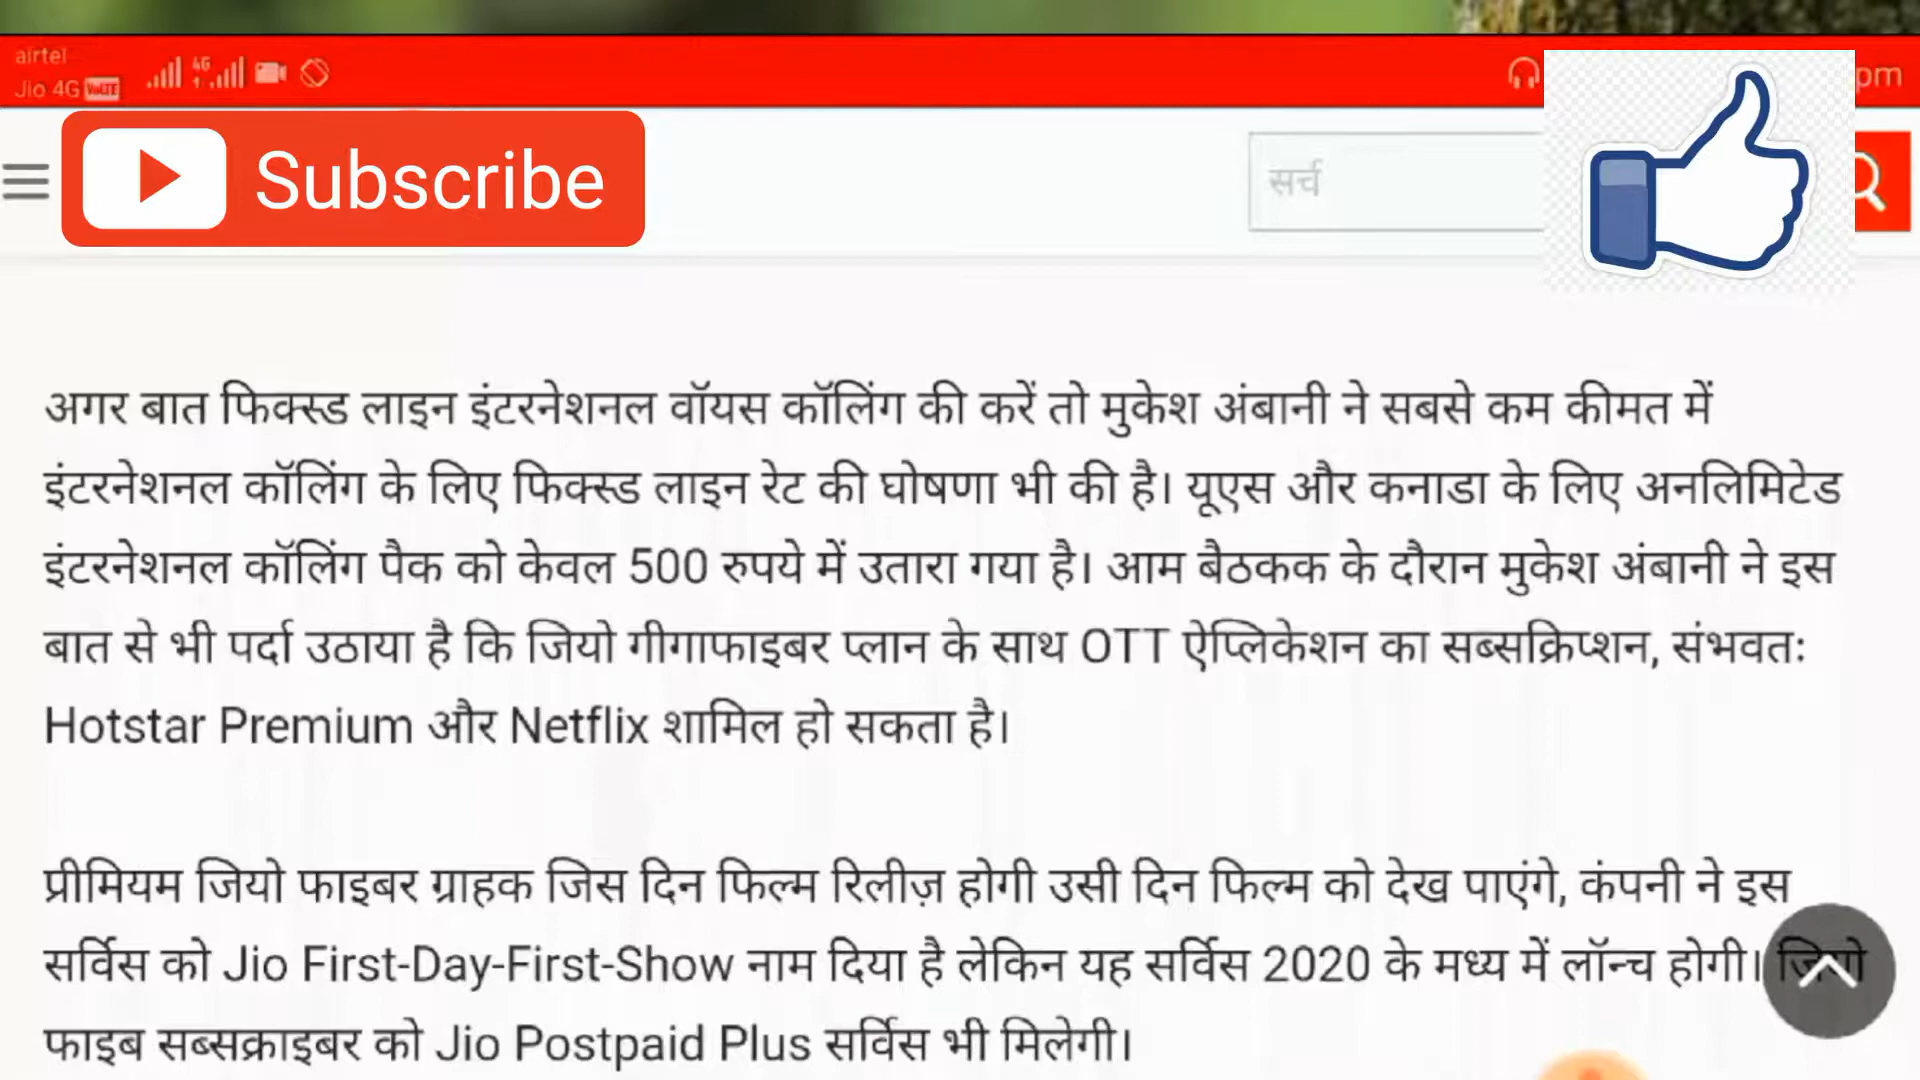 airtel
Jio 4G VoLTE
4G
pm
Subscribe
सर्च
अगर बात फिक्स्ड लाइन इंटरनेशनल वॉयस कॉलिंग की करें तो मुकेश अंबानी ने सबसे कम कीमत में
इंटरनेशनल कॉलिंग के लिए फिक्स्ड लाइन रेट की घोषणा भी की है। यूएस और कनाडा के लिए अनलिमिटेड
इंटरनेशनल कॉलिंग पैक को केवल 500 रुपये में उतारा गया है। आम बैठकक के दौरान मुकेश अंबानी ने इस
बात से भी पर्दा उठाया है कि जियो गीगाफाइबर प्लान के साथ OTT ऐप्लिकेशन का सब्सक्रिप्शन, संभवतः
Hotstar Premium और Netflix शामिल हो सकता है।
प्रीमियम जियो फाइबर ग्राहक जिस दिन फिल्म रिलीज़ होगी उसी दिन फिल्म को देख पाएंगे, कंपनी ने इस
सर्विस को Jio First-Day-First-Show नाम दिया है लेकिन यह सर्विस 2020 के मध्य में लॉन्च होगी। जियो
फाइब सब्सक्राइबर को Jio Postpaid Plus सर्विस भी मिलेगी।